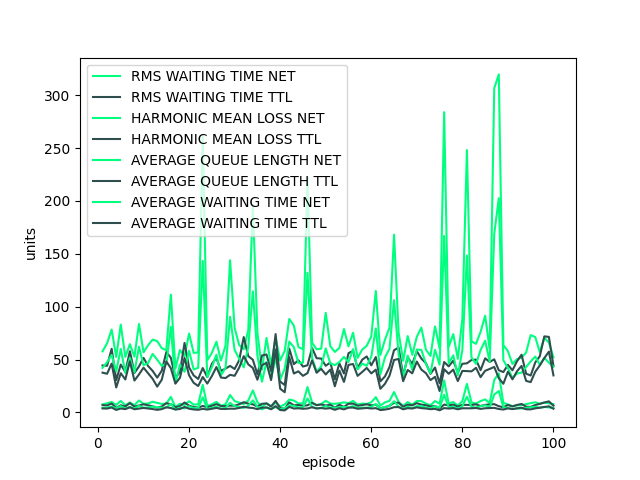 RMS WAITING TIME NET
RMS WAITING TIME TTL
HARMONIC MEAN LOSS NET
HARMONIC MEAN LOSS TTL
AVERAGE QUEUE LENGTH NET
AVERAGE QUEUE LENGTH TTL
AVERAGE WAITING TIME NET
AVERAGE WAITING TIME TTL
300
250
200
150
100
50
0
units
0 20 40 60 80 100
episode